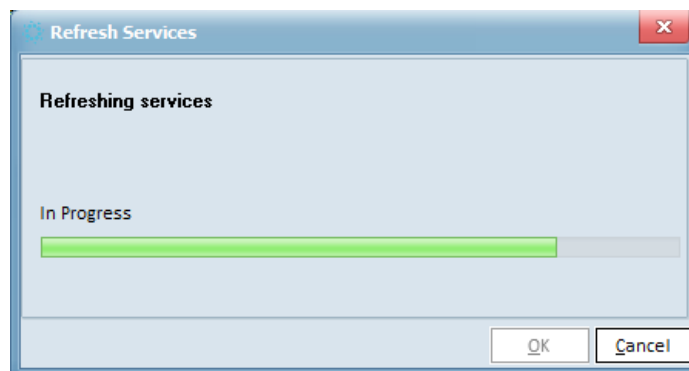 Refresh Services
Refreshing services
In Progress
OK
Cancel